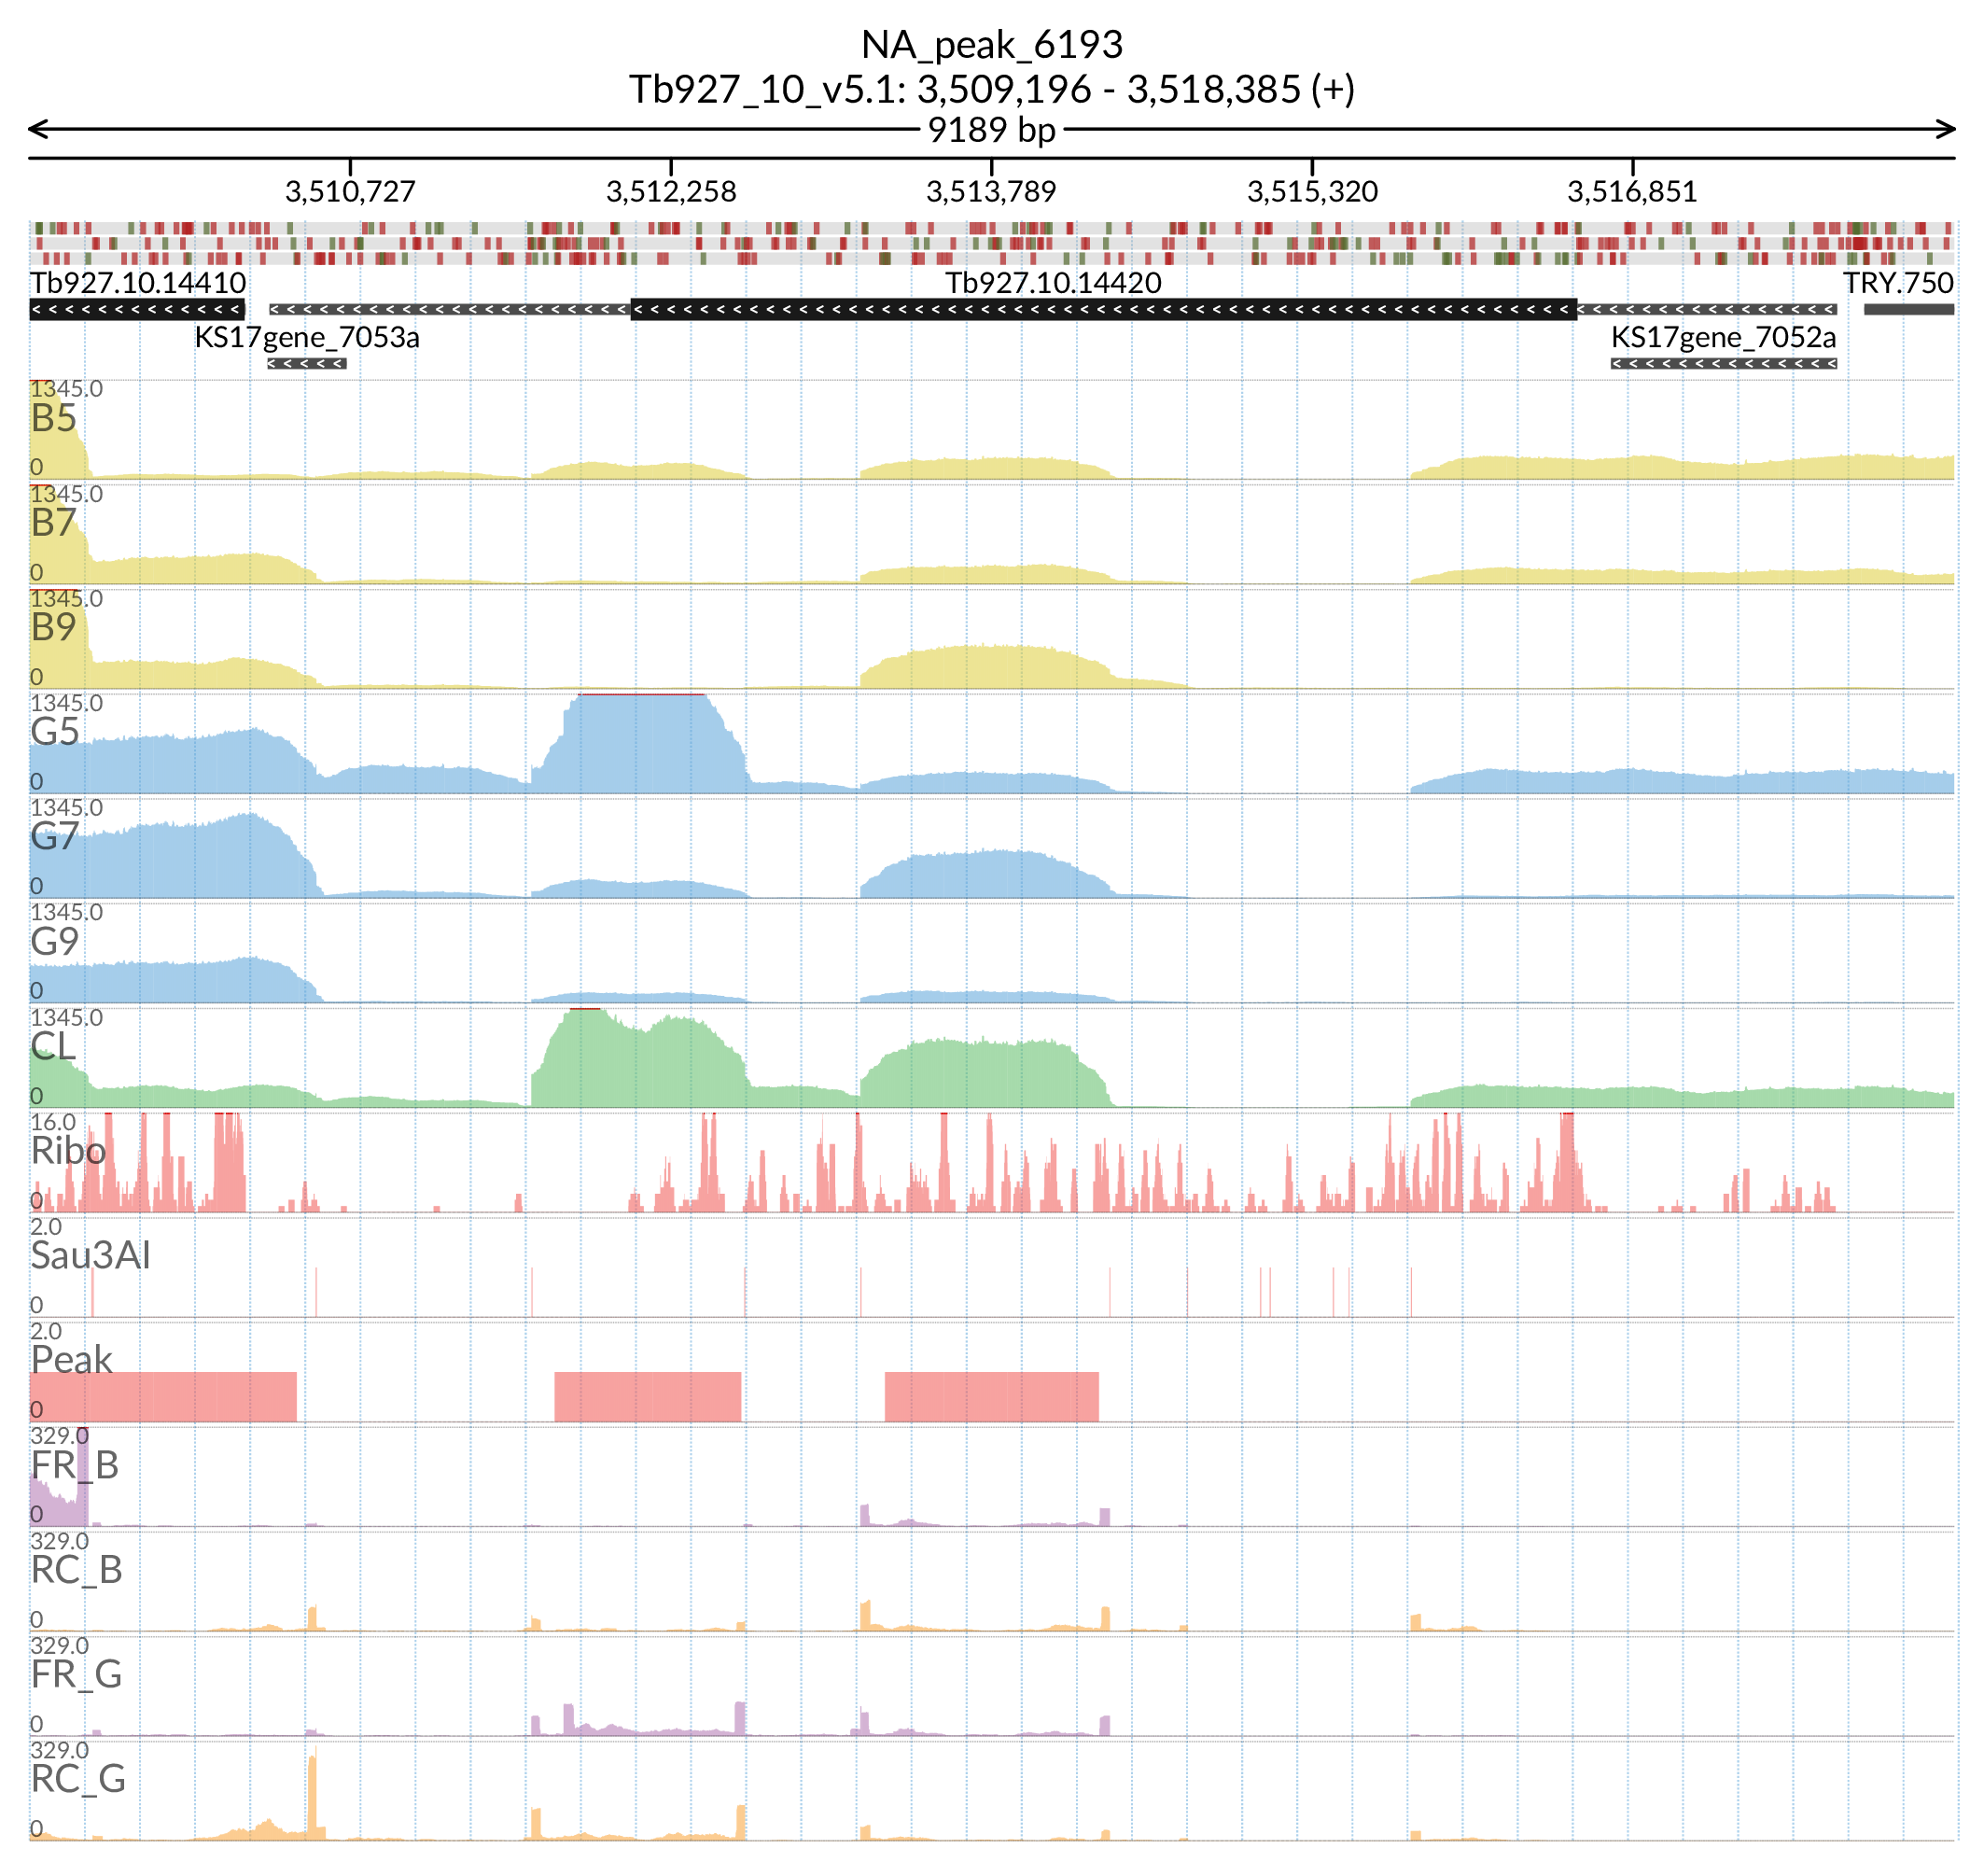 NA_peak_6193
Tb927_10_v5.1: 3,509,196 - 3,518,385 (+)
9189 bp
3,510,727 3,512,258 3,513,789 3,515,320 3,516,851
Tb927.10.14410 Tb927.10.14420 TRY.750
KS17gene_7053a KS17gene_7052a
1345.0
B5
0
1345.0
B7
0
1345.0
B9
0
1345.0
G5
0
1345.0
G7
0
1345.0
G9
0
1345.0
CL
0
16.0
Ribo
0
2.0
Sau3AI
0
2.0
Peak
0
329.0
FR_B
0
329.0
RC_B
0
329.0
FR_G
0
329.0
RC_G
0